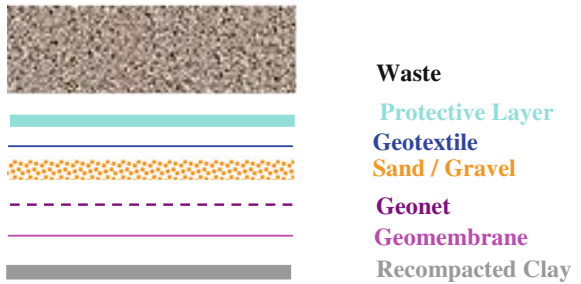 Waste
Protective Layer
Geotextile
Sand / Gravel
Geonet
Geomembrane
Recompacted Clay